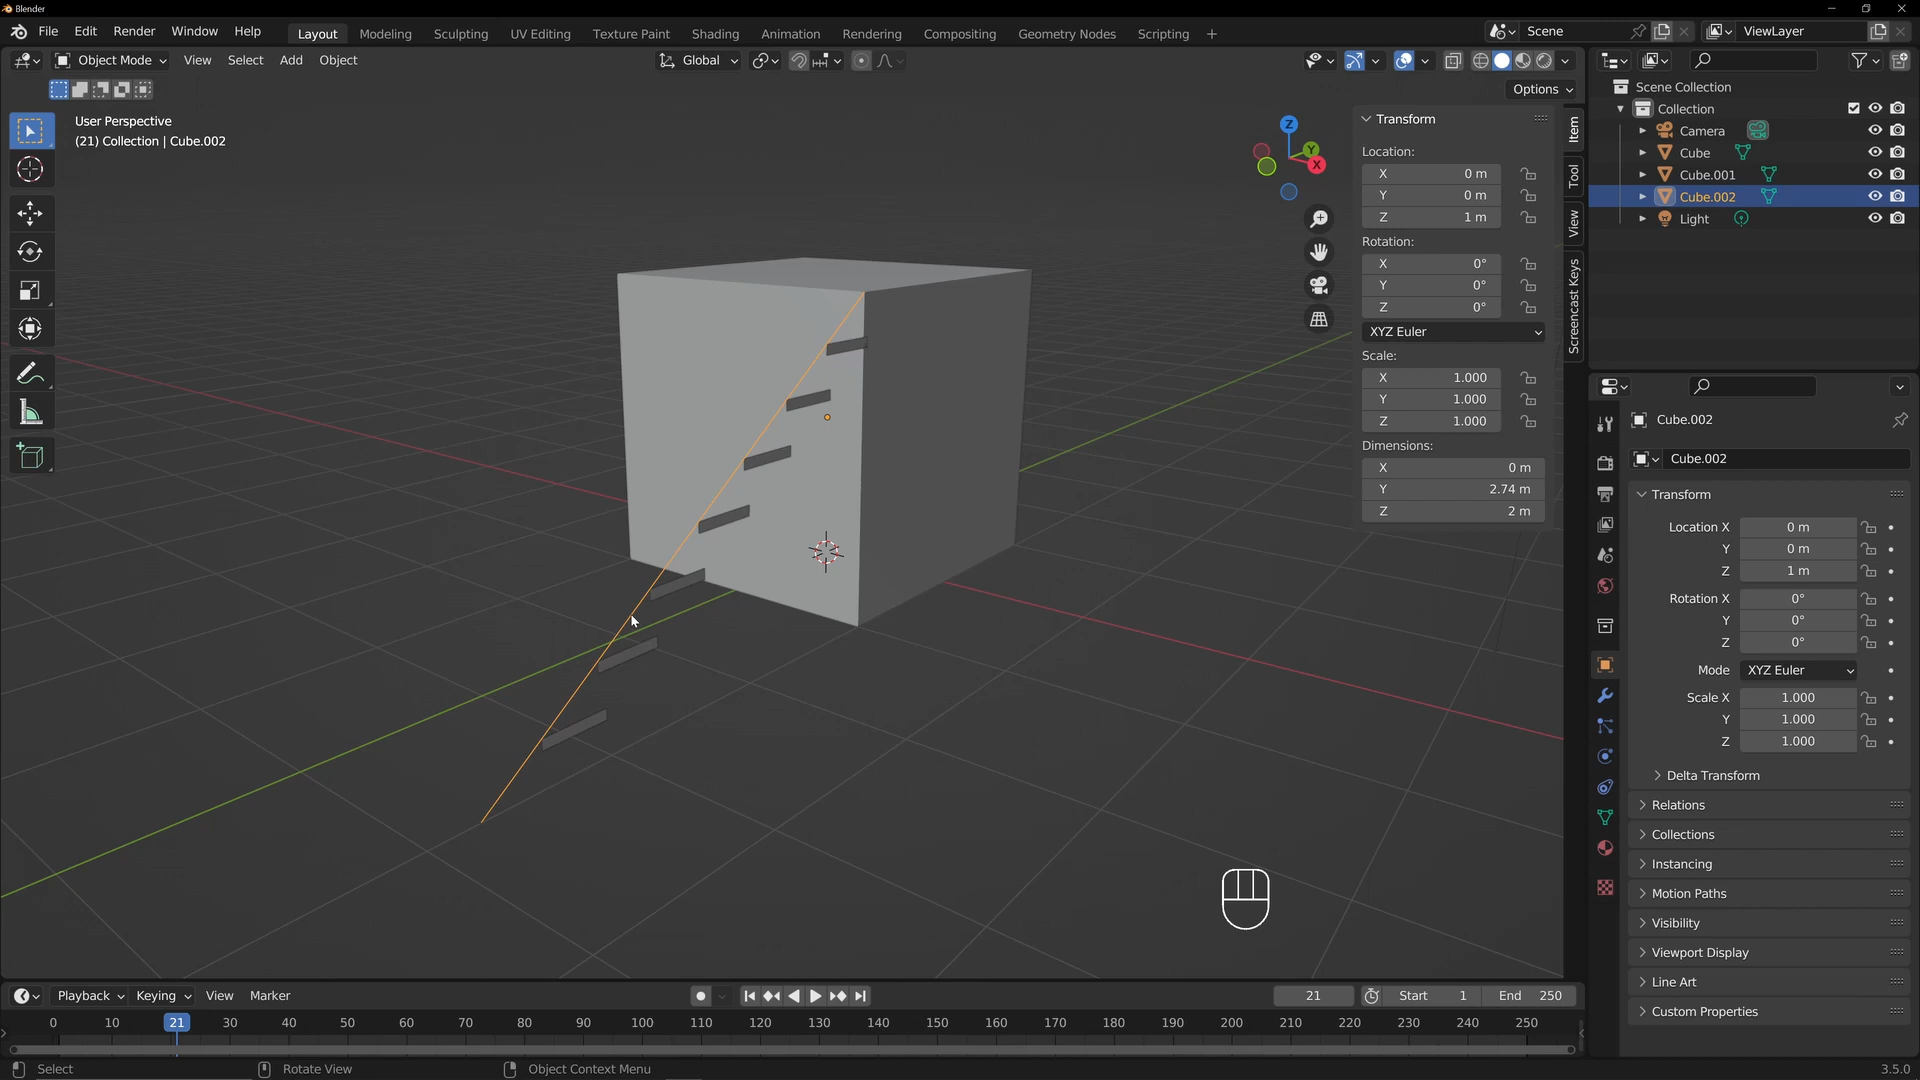 Blender
File Edit Render Window Help Layout Modeling Sculpting UV Editing Texture Paint Shading Animation Rendering Compositing Geometry Nodes Scripting + Scene ViewLayer
Object Mode View Select Add Object Global
Options
User Perspective
(21) Collection | Cube.002
Z
Y
X
Transform
Location:
X 0 m
Y 0 m
Z 1 m
Rotation:
X 0°
Y 0°
Z 0°
XYZ Euler
Scale:
X 1.000
Y 1.000
Z 1.000
Dimensions:
X 0 m
Y 2.74 m
Z 2 m
Item
Tool
View
Screencast Keys
Scene Collection
Collection
Camera
Cube
Cube.001
Cube.002
Light
Cube.002
Cube.002
Transform
Location X 0 m
Y 0 m
Z 1 m
Rotation X 0°
Y 0°
Z 0°
Mode XYZ Euler
Scale X 1.000
Y 1.000
Z 1.000
Delta Transform
Relations
Collections
Instancing
Motion Paths
Visibility
Viewport Display
Line Art
Custom Properties
Playback Keying View Marker 21 Start 1 End 250
0 10 21 30 40 50 60 70 80 90 100 110 120 130 140 150 160 170 180 190 200 210 220 230 240 250
Select Rotate View Object Context Menu 3.5.0